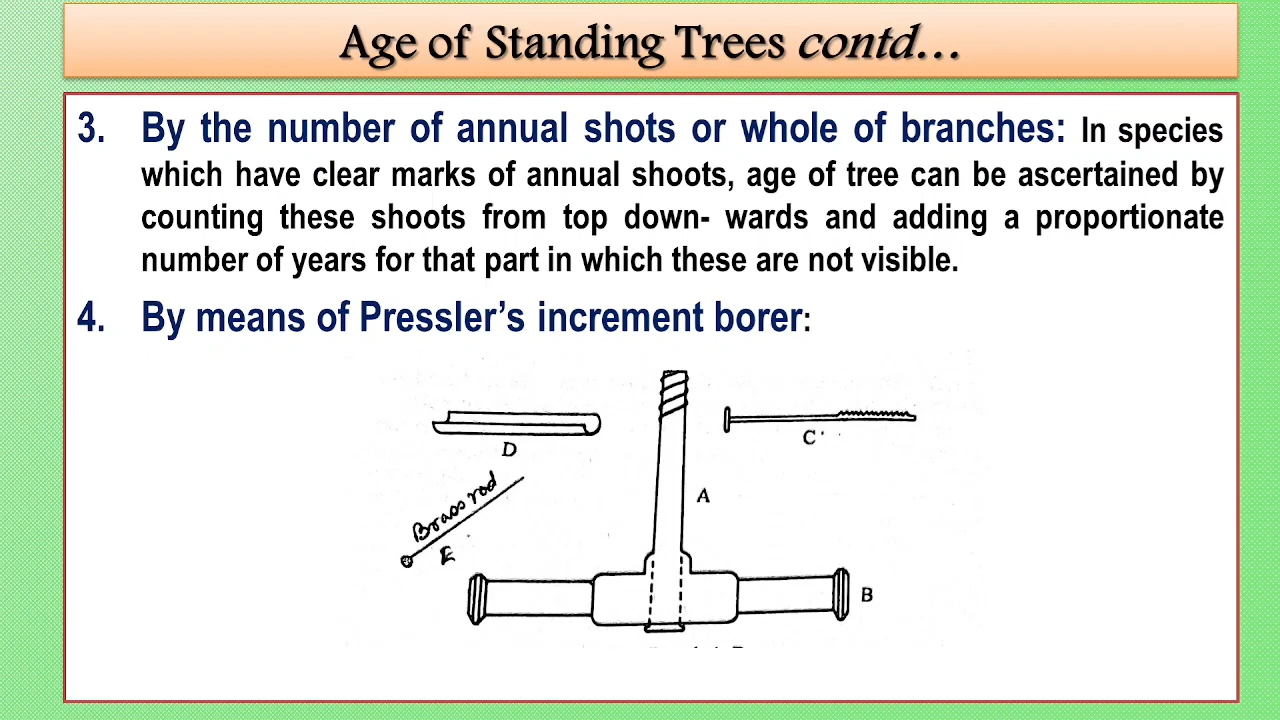 Age of Standing Trees contd...
3. By the number of annual shots or whole of branches: In species
which have clear marks of annual shoots, age of tree can be ascertained by
counting these shoots from top down- wards and adding a proportionate
number of years for that part in which these are not visible.
4. By means of Pressler's increment borer:
D
C
A
Brass rod
E
B